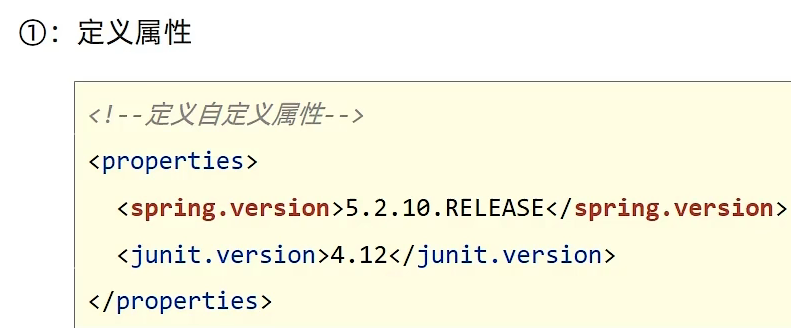 ①：定义属性
<!--定义自定义属性-->
<properties>
<spring.version>5.2.10.RELEASE</spring.version>
<junit.version>4.12</junit.version>
</properties>